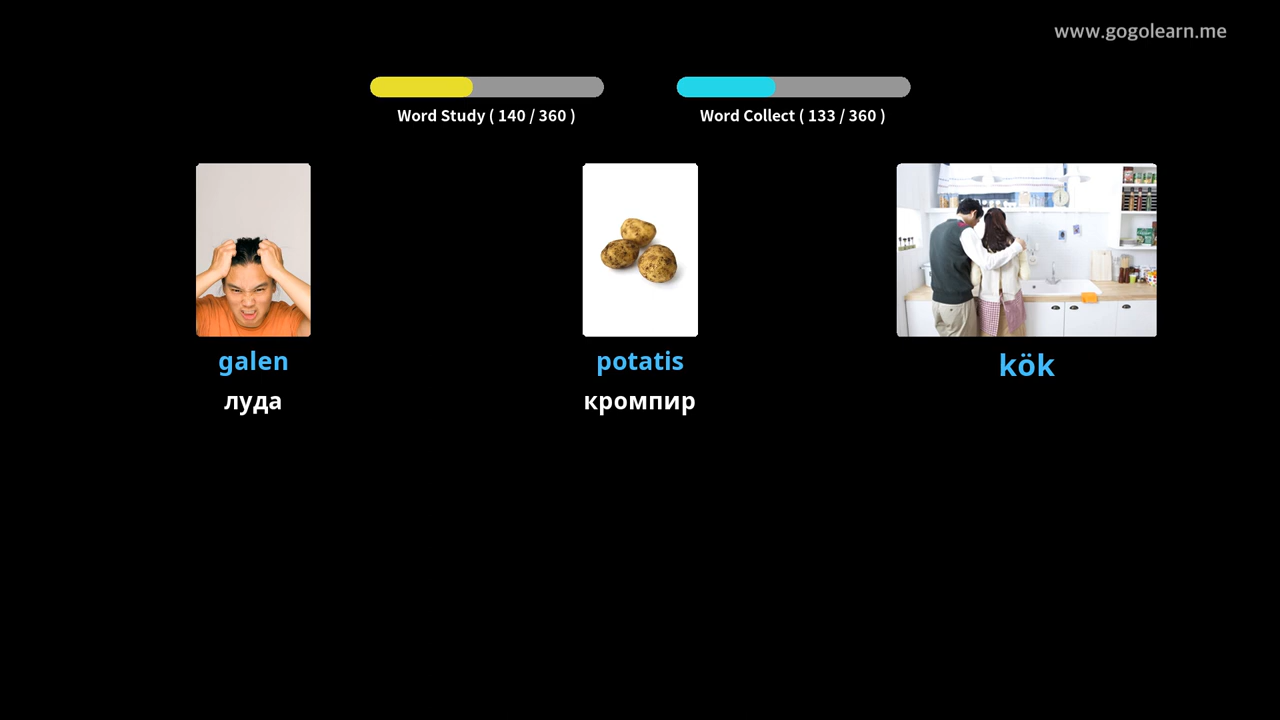 www.gogolearn.me
Word Study ( 140 / 360 )
Word Collect ( 133 / 360 )
galen
potatis
kök
луда
кромпир